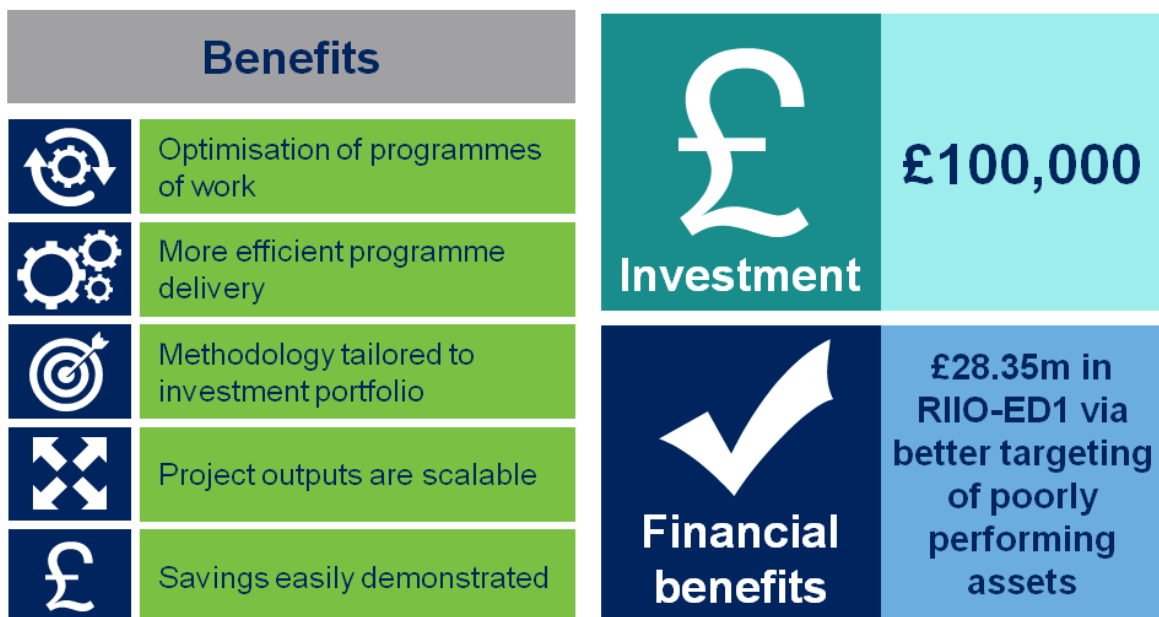 Benefits
Optimisation of programmes
of work
More efficient programme
delivery
Methodology tailored to
investment portfolio
Project outputs are scalable
£
Savings easily demonstrated
£
Investment
£100,000
Financial
benefits
£28.35m in
RIIO-ED1 via
better targeting
of poorly
performing
assets